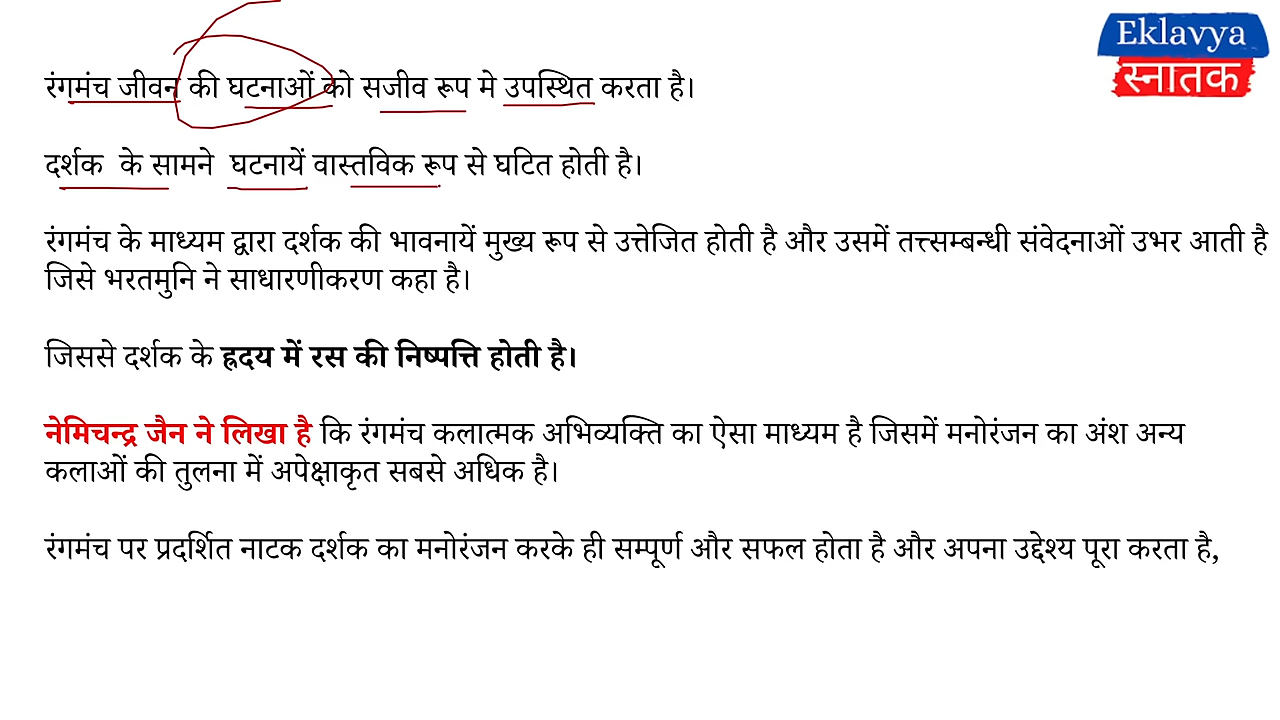 Eklavya
स्नातक
रंगमंच जीवन की घटनाओं को सजीव रूप मे उपस्थित करता है।
दर्शक के सामने घटनायें वास्तविक रूप से घटित होती है।
रंगमंच के माध्यम द्वारा दर्शक की भावनायें मुख्य रूप से उत्तेजित होती है और उसमें तत्त्सम्बन्धी संवेदनाओं उभर आती है
जिसे भरतमुनि ने साधारणीकरण कहा है।
जिससे दर्शक के ह्रदय में रस की निष्पत्ति होती है।
नेमिचन्द्र जैन ने लिखा है कि रंगमंच कलात्मक अभिव्यक्ति का ऐसा माध्यम है जिसमें मनोरंजन का अंश अन्य
कलाओं की तुलना में अपेक्षाकृत सबसे अधिक है।
रंगमंच पर प्रदर्शित नाटक दर्शक का मनोरंजन करके ही सम्पूर्ण और सफल होता है और अपना उद्देश्य पूरा करता है,